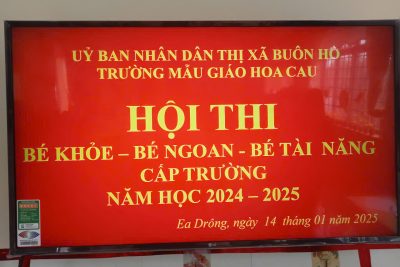 UỶ BAN NHÂN DÂN THỊ XÃ BUÔN HỒ
TRƯỜNG MẪU GIÁO HOA CAU
HỘI THI
BÉ KHỎE – BÉ NGOAN - BÉ TÀI NĂNG
CẤP TRƯỜNG
NĂM HỌC 2024 – 2025
Ea Drông, ngày 14 tháng 01 năm 2025